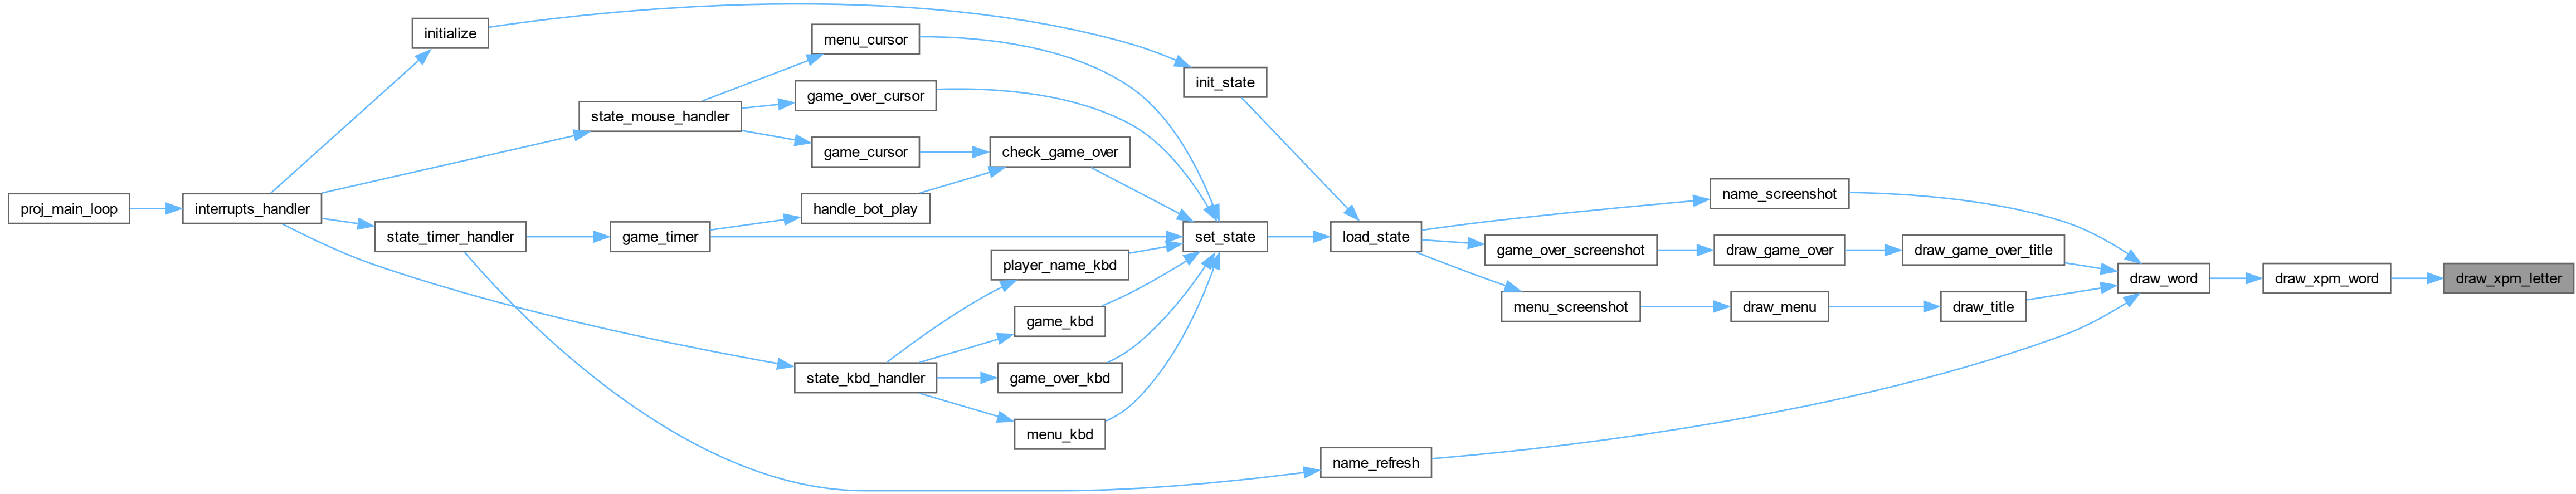 proj_main_loop
interrupts_handler
initialize
state_mouse_handler
state_timer_handler
menu_cursor
game_over_cursor
game_cursor
handle_bot_play
game_timer
state_kbd_handler
check_game_over
player_name_kbd
game_kbd
game_over_kbd
menu_kbd
init_state
set_state
load_state
name_refresh
name_screenshot
game_over_screenshot
menu_screenshot
draw_game_over
draw_menu
draw_game_over_title
draw_title
draw_word
draw_xpm_word
draw_xpm_letter